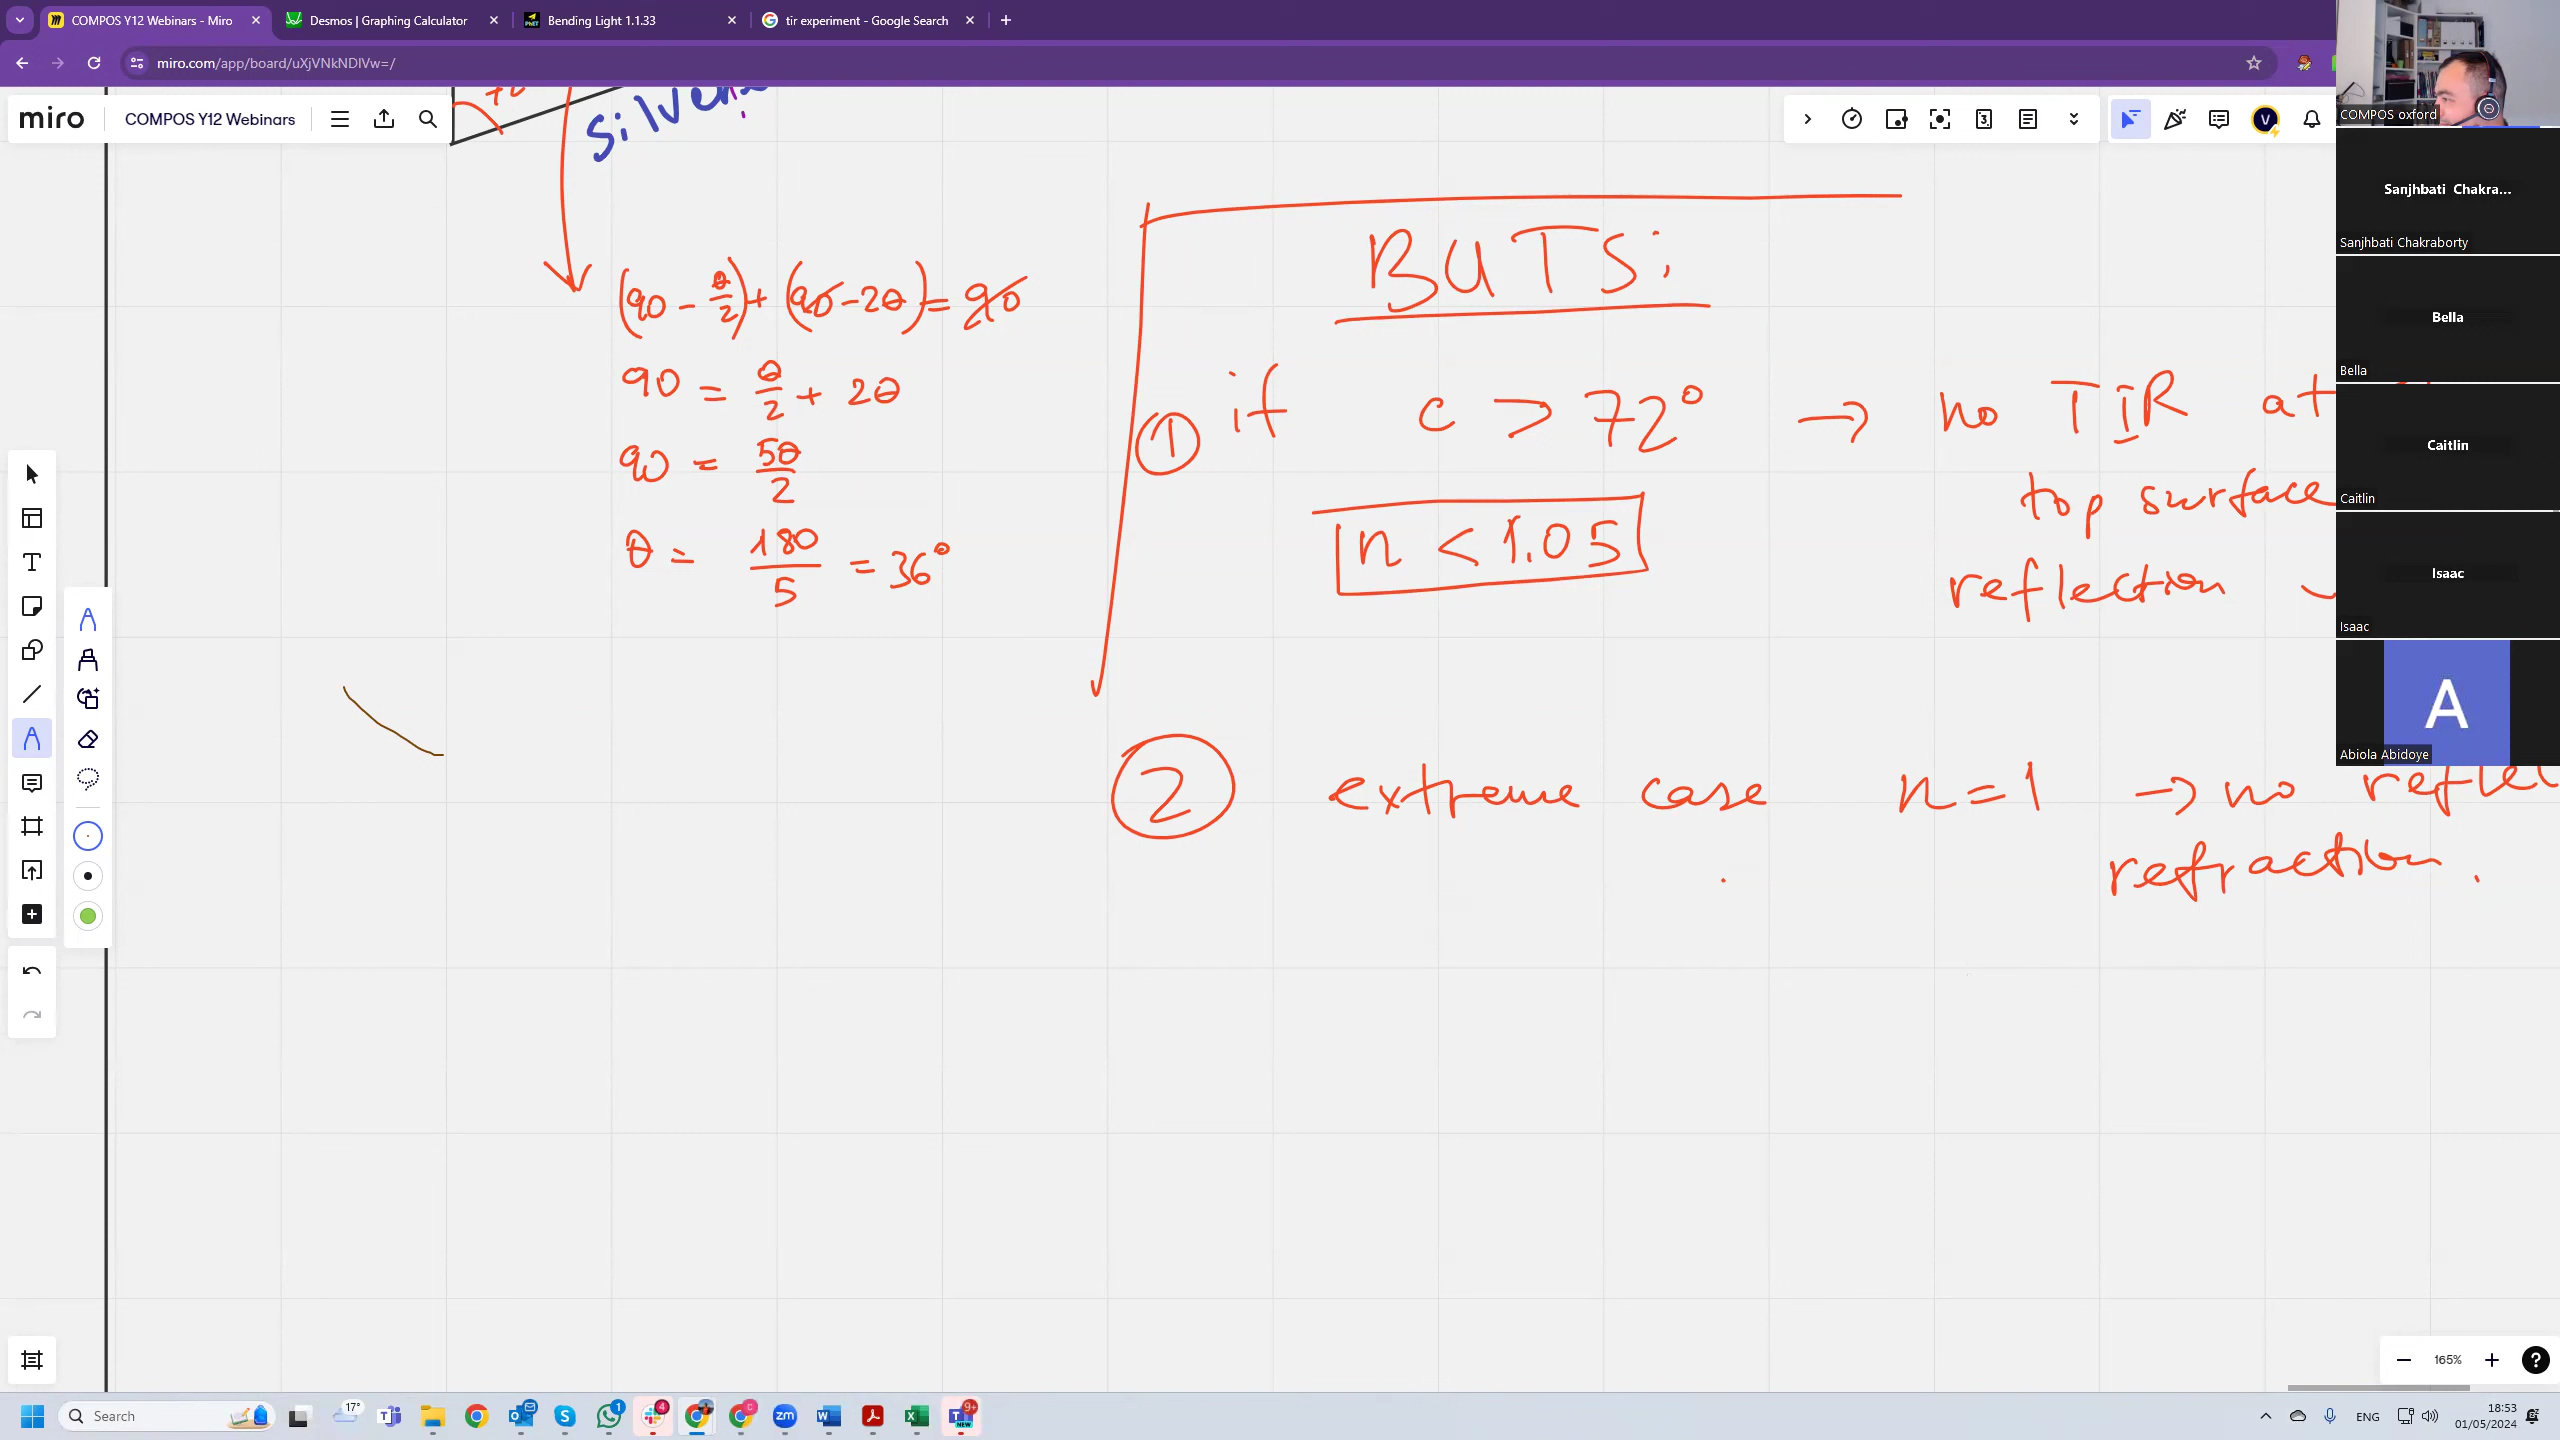 COMPOS Y12 Webinars - Miro
Desmos | Graphing Calculator
Bending Light 1.1.33
tir experiment - Google Search
miro.com/app/board/uXjVNkNDlVw=/
miro
COMPOS Y12 Webinars
COMPOS oxford
Sanjhbati Chakra...
Sanjhbati Chakraborty
Bella
Bella
Caitlin
Caitlin
Isaac
Isaac
A
Abiola Abidoye
(90 - θ/2) + (90 - 2θ) = 90
90 = θ/2 + 2θ
90 = 5θ/2
θ = 180/5 = 36°
BUTS:
① if c > 72° → no TIR at
top surface
n < 1.05
reflection
② extreme case n = 1 → no reflec
refraction.
165%
Search
17°
ENG
18:53
01/05/2024